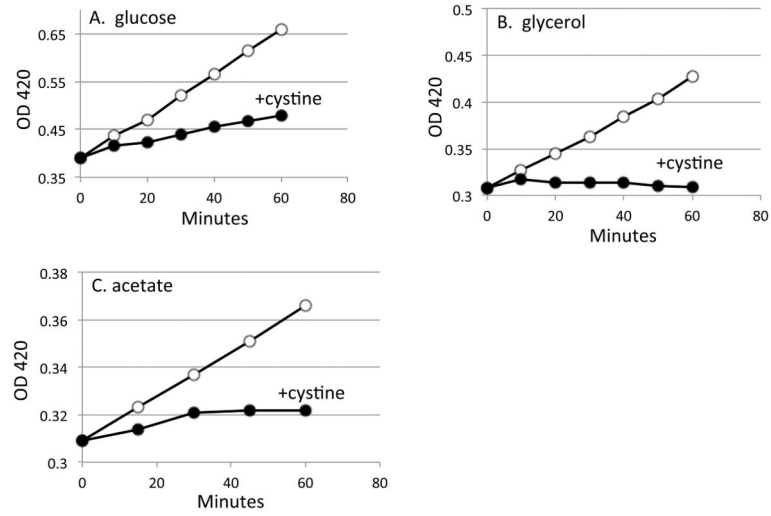 A. glucose
0.65
0.55
0.45
0.35
OD 420
+cystine
0
20
40
60
80
Minutes
B. glycerol
0.5
0.45
0.4
0.35
0.3
OD 420
+cystine
0
20
40
60
80
Minutes
C. acetate
0.38
0.36
0.34
0.32
0.3
OD 420
+cystine
0
20
40
60
80
Minutes